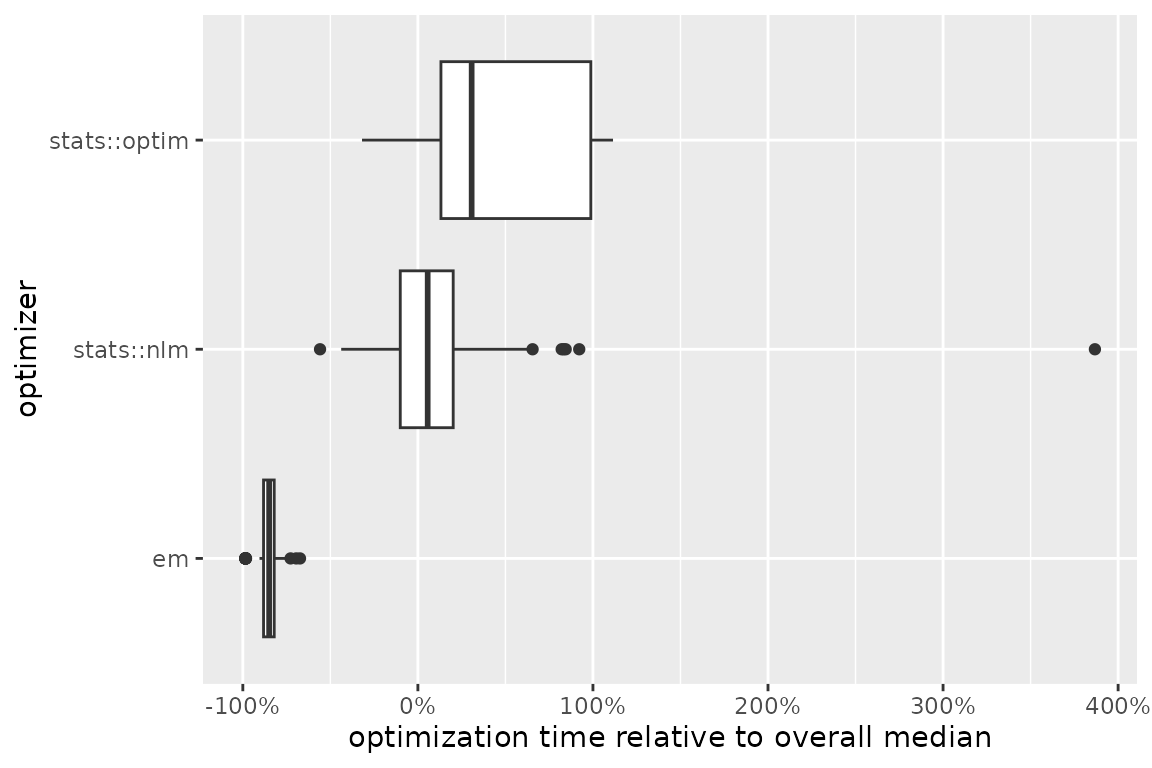 optimizer
stats::optim
stats::nlm
em
-100% 0% 100% 200% 300% 400%
optimization time relative to overall median